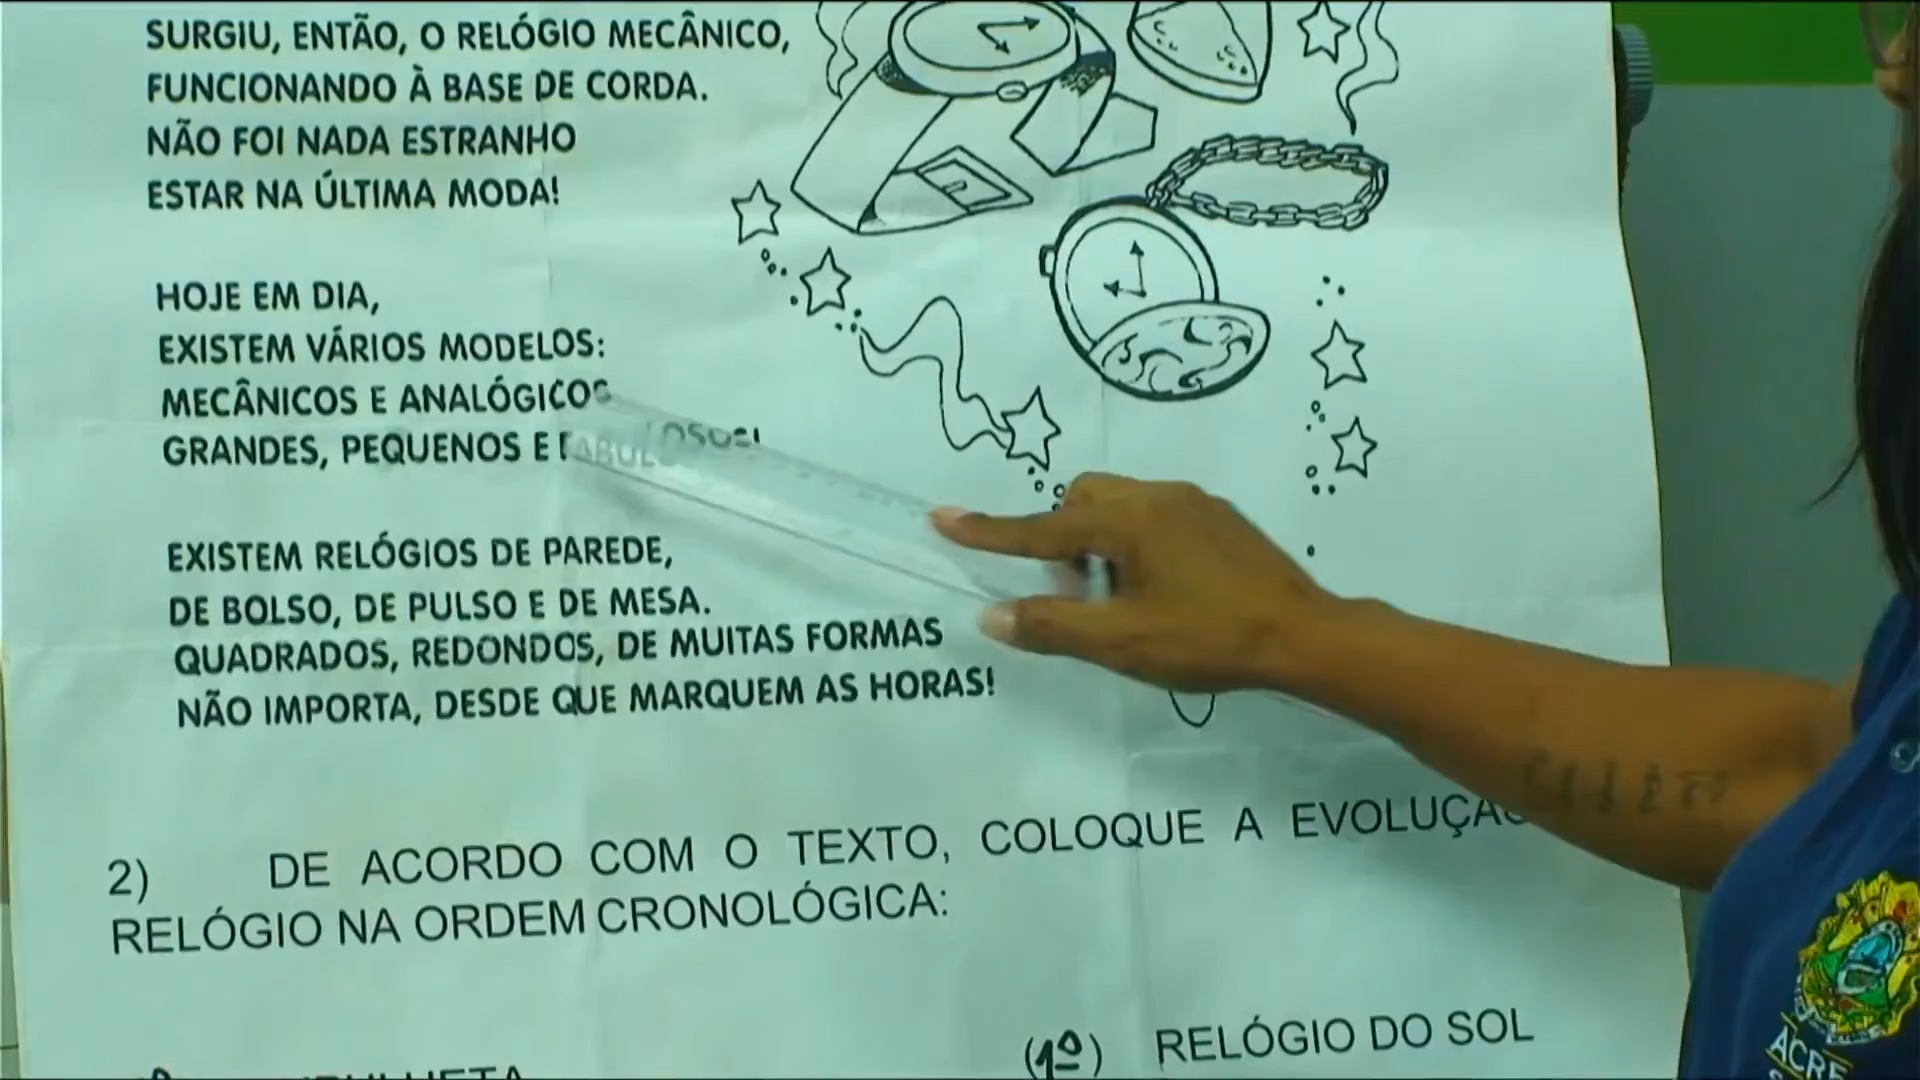 SURGIU, ENTÃO, O RELÓGIO MECÂNICO,
FUNCIONANDO À BASE DE CORDA.
NÃO FOI NADA ESTRANHO
ESTAR NA ÚLTIMA MODA!
HOJE EM DIA,
EXISTEM VÁRIOS MODELOS:
MECÂNICOS E ANALÓGICOS
GRANDES, PEQUENOS E FABULOSOS!
EXISTEM RELÓGIOS DE PAREDE,
DE BOLSO, DE PULSO E DE MESA.
QUADRADOS, REDONDOS, DE MUITAS FORMAS
NÃO IMPORTA, DESDE QUE MARQUEM AS HORAS!
2) DE ACORDO COM O TEXTO, COLOQUE A EVOLUÇÃO
RELÓGIO NA ORDEM CRONOLÓGICA:
(1º) RELÓGIO DO SOL
ACRE